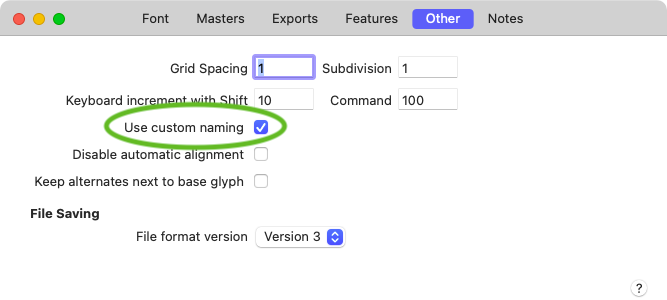 Font Masters Exports Features Other Notes
Grid Spacing 1 Subdivision 1
Keyboard increment with Shift 10 Command 100
Use custom naming
Disable automatic alignment
Keep alternates next to base glyph
File Saving
File format version Version 3
?